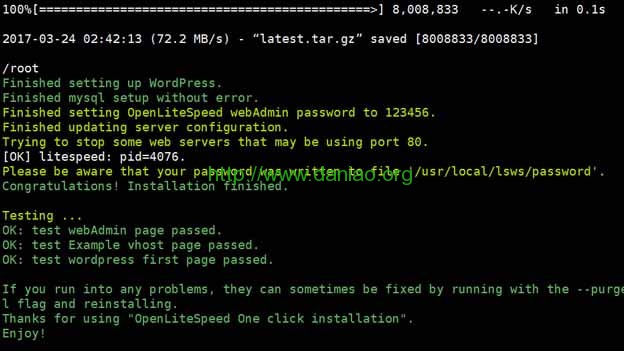 100%[=============================================>] 8,008,833   --.-K/s   in 0.1s
2017-03-24 02:42:13 (72.2 MB/s) - “latest.tar.gz” saved [8008833/8008833]
/root
Finished setting up WordPress.
Finished mysql setup without error.
Finished setting OpenLiteSpeed webAdmin password to 123456.
Finished updating server configuration.
Trying to stop some web servers that may be using port 80.
[OK] litespeed: pid=4076.
Please be aware that your password was written to file '/usr/local/lsws/password'.
http://www.daniao.org
Congratulations! Installation finished.
Testing ...
OK: test webAdmin page passed.
OK: test Example vhost page passed.
OK: test wordpress first page passed.
If you run into any problems, they can sometimes be fixed by running with the --purge
l flag and reinstalling.
Thanks for using "OpenLiteSpeed One click installation".
Enjoy!